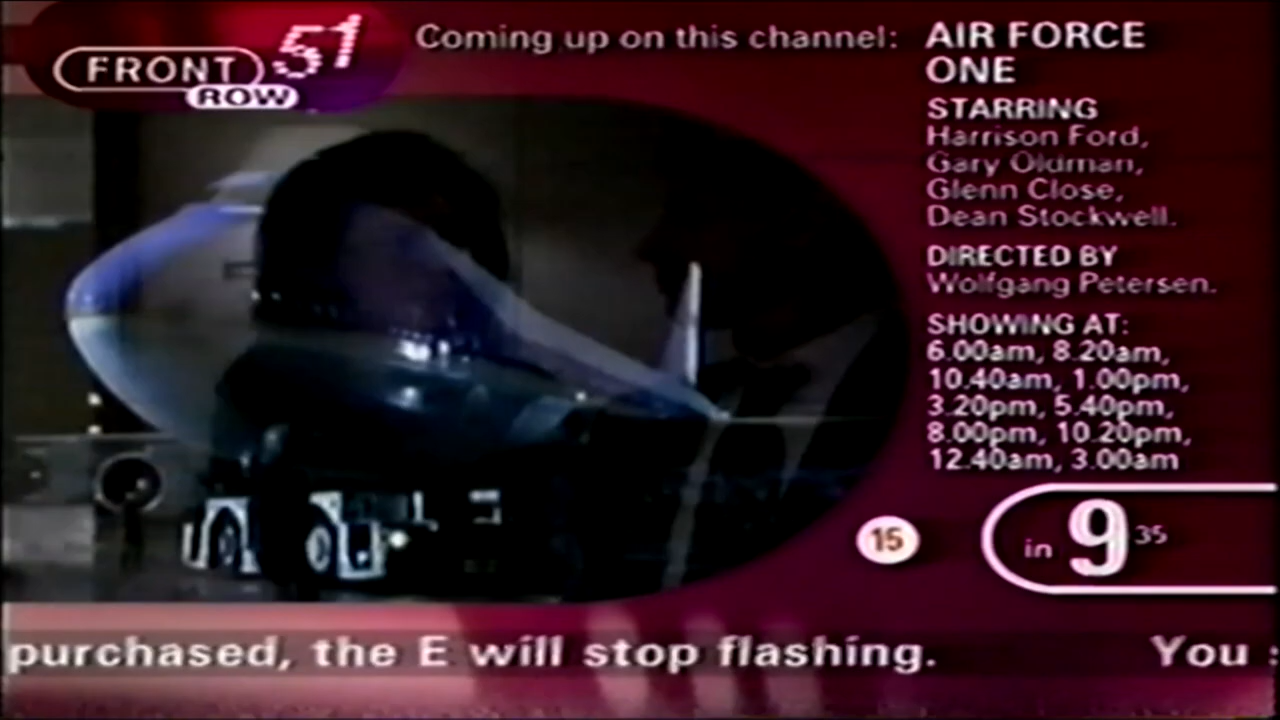 FRONT
ROW
51
Coming up on this channel:
AIR FORCE
ONE
STARRING
Harrison Ford,
Gary Oldman,
Glenn Close,
Dean Stockwell.
DIRECTED BY
Wolfgang Petersen.
SHOWING AT:
6.00am, 8.20am,
10.40am, 1.00pm,
3.20pm, 5.40pm,
8.00pm, 10.20pm,
12.40am, 3.00am
15
in 9 35
purchased, the E will stop flashing. You